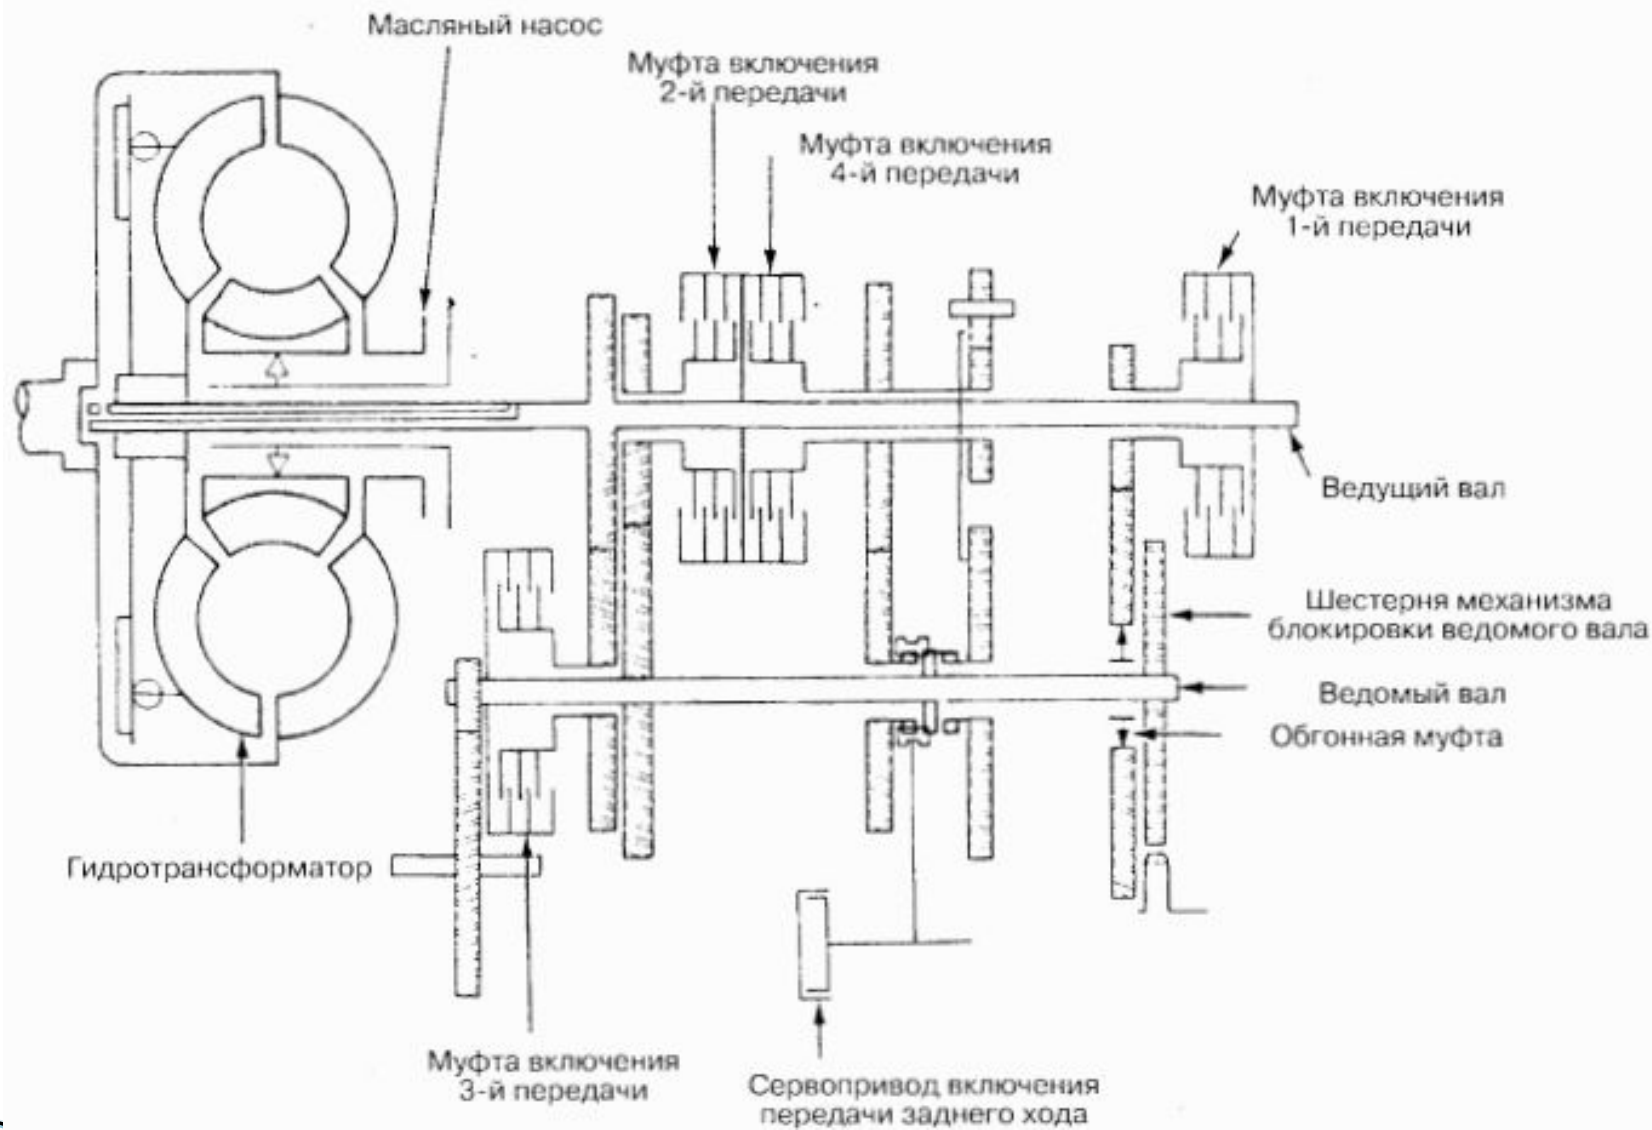 Масляный насос
Муфта включения
2-й передачи
Муфта включения
4-й передачи
Муфта включения
1-й передачи
Ведущий вал
Шестерня механизма
блокировки ведомого вала
Ведомый вал
Обгонная муфта
Гидротрансформатор
Муфта включения
3-й передачи
Сервопривод включения
передачи заднего хода